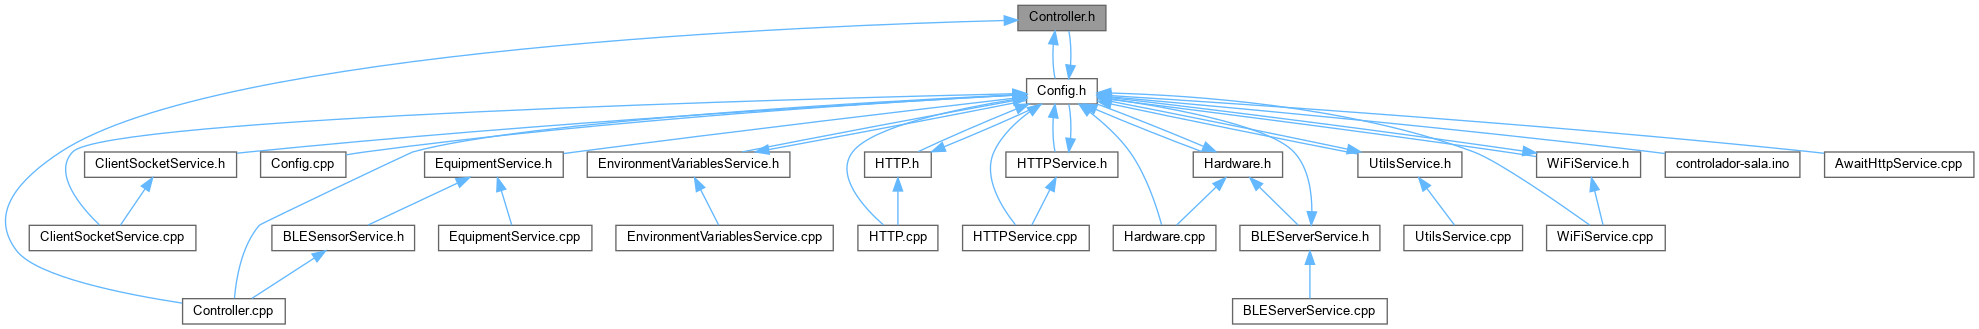 Controller.h
Config.h
ClientSocketService.h
Config.cpp
EquipmentService.h
EnvironmentVariablesService.h
HTTP.h
HTTPService.h
Hardware.h
UtilsService.h
WiFiService.h
controlador-sala.ino
AwaitHttpService.cpp
ClientSocketService.cpp
BLESensorService.h
EquipmentService.cpp
EnvironmentVariablesService.cpp
HTTP.cpp
HTTPService.cpp
Hardware.cpp
BLEServerService.h
UtilsService.cpp
WiFiService.cpp
Controller.cpp
BLEServerService.cpp